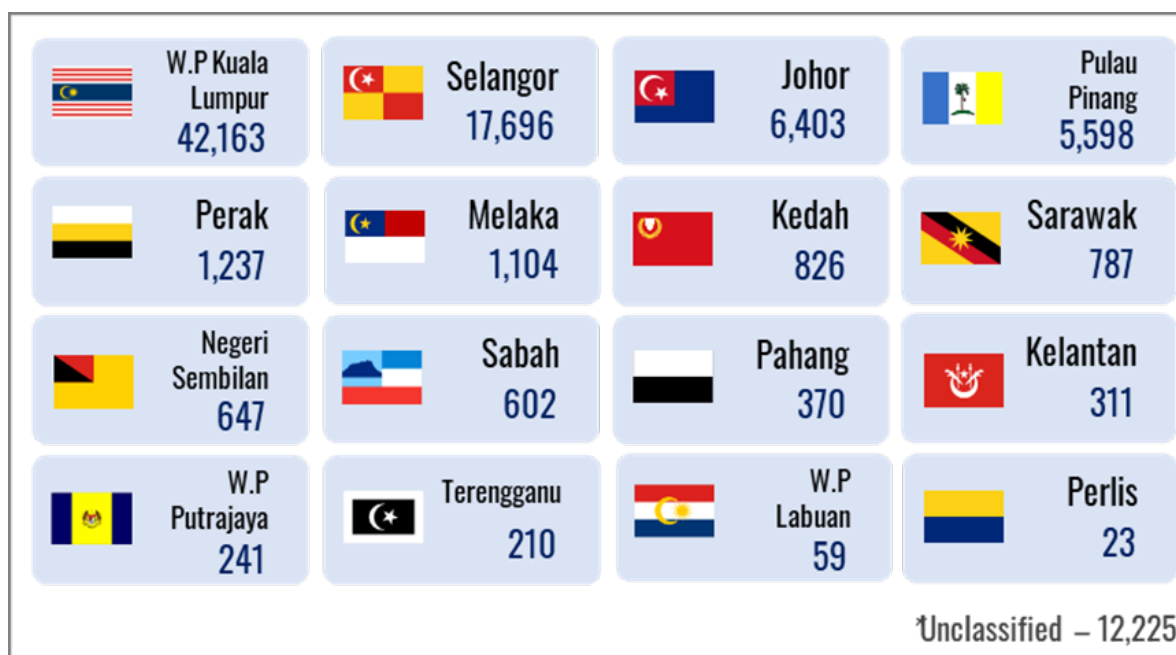 W.P Kuala
Lumpur
42,163
Selangor
17,696
Johor
6,403
Pulau
Pinang
5,598
Perak
1,237
Melaka
1,104
Kedah
826
Sarawak
787
Negeri
Sembilan
647
Sabah
602
Pahang
370
Kelantan
311
W.P
Putrajaya
241
Terengganu
210
W.P
Labuan
59
Perlis
23
*Unclassified – 12,225